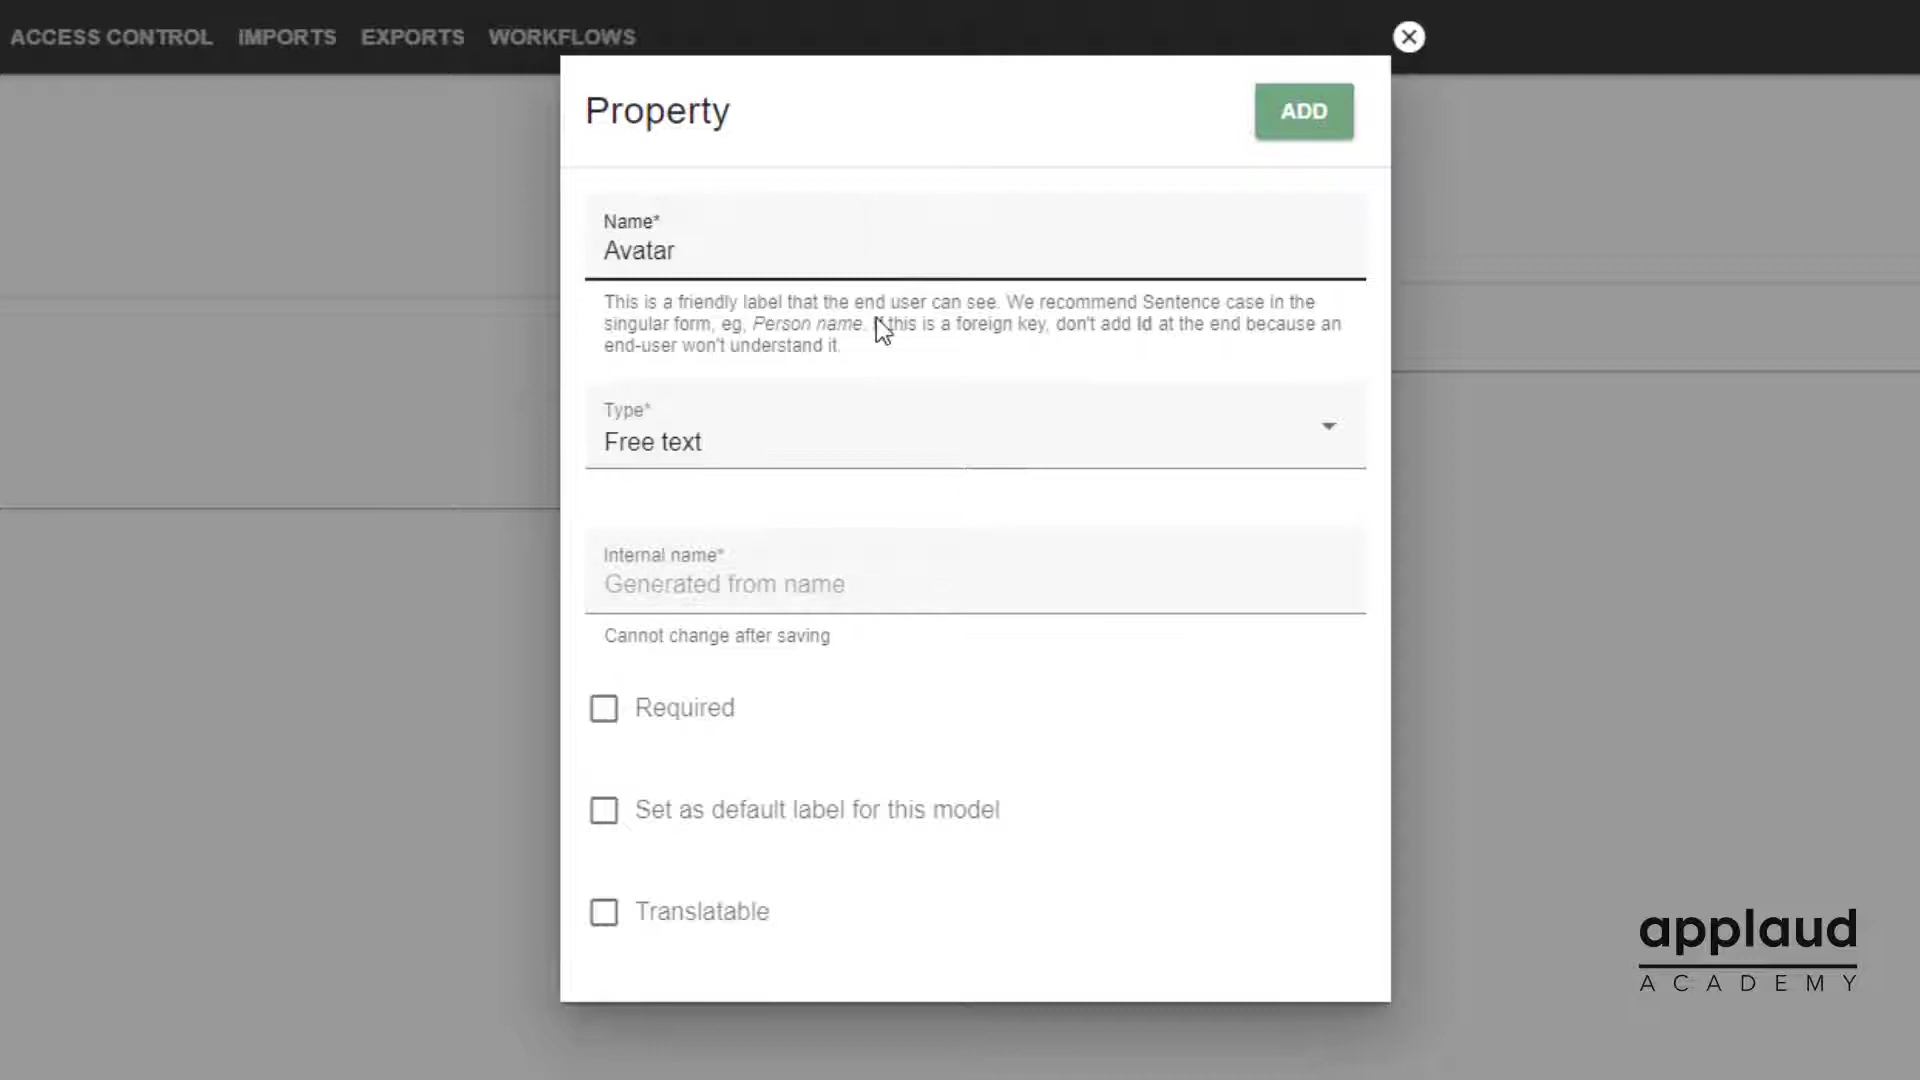 ACCESS CONTROL IMPORTS EXPORTS WORKFLOWS
Property
ADD
Name*
Avatar
This is a friendly label that the end user can see. We recommend Sentence case in the
singular form, eg, Person name. If this is a foreign key, don't add Id at the end because an
end-user won't understand it.
Type*
Free text
Internal name*
Generated from name
Cannot change after saving
Required
Set as default label for this model
Translatable
applaud
ACADEMY